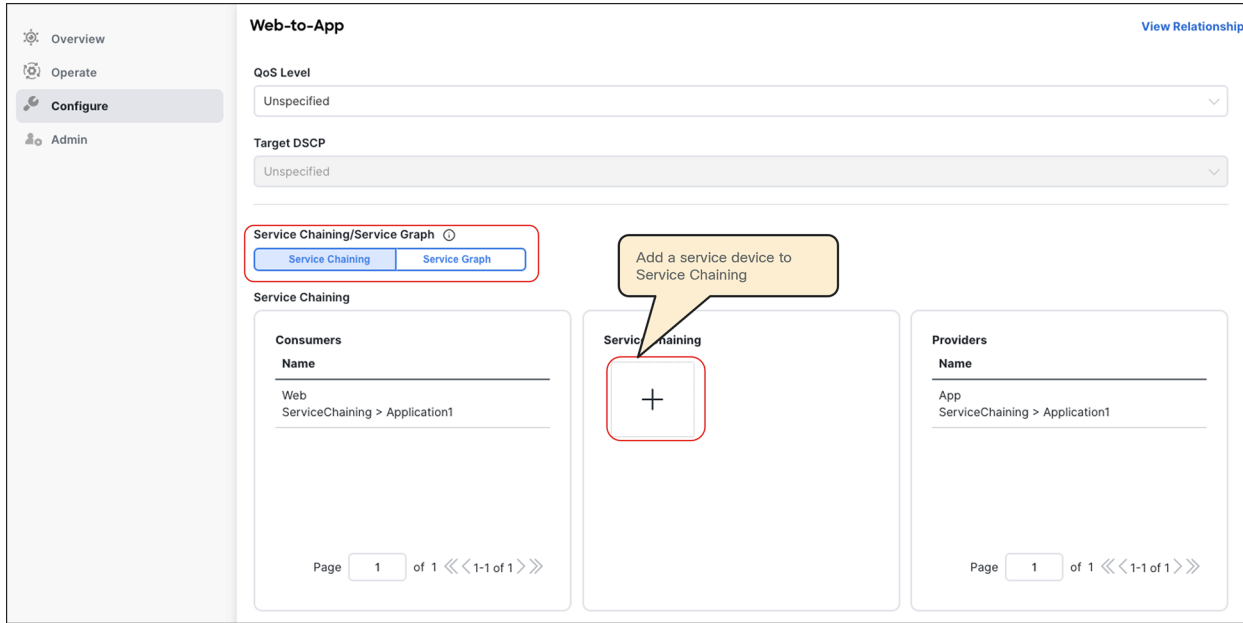 Web-to-App
View Relationship
Overview
Operate
Configure
Admin
QoS Level
Unspecified
Target DSCP
Unspecified
Service Chaining/Service Graph
Service Chaining
Service Graph
Add a service device to
Service Chaining
Service Chaining
Consumers
Name
Web
ServiceChaining > Application1
Page 1 of 1 1-1 of 1
Service Chaining
Providers
Name
App
ServiceChaining > Application1
Page 1 of 1 1-1 of 1